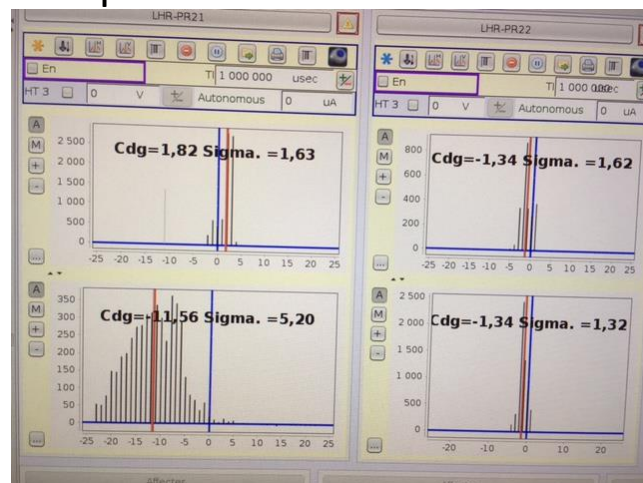 LHR-PR21
En
TI 1 000 000 usec
HT 3 0 V Autonomous 0 uA
A
M
+
-
...
Cdg=1,82 Sigma. =1,63
2 500
2 000
1 500
1 000
500
0
-25 -20 -15 -10 -5 0 5 10 15 20 25
A
M
+
-
...
Cdg=-11,56 Sigma. =5,20
350
300
250
200
150
100
50
0
-25 -20 -15 -10 -5 0 5 10 15 20 25
Affecter
LHR-PR22
En
TI 1 000 000 usec
HT 3 0 V Autonomous 0 uA
A
M
+
-
...
Cdg=-1,34 Sigma. =1,62
800
600
400
200
0
-25 -20 -15 -10 -5 0 5 10 15 20 25
A
M
+
-
...
Cdg=-1,34 Sigma. =1,32
2 500
2 000
1 500
1 000
500
0
-20 -10 0 10 20